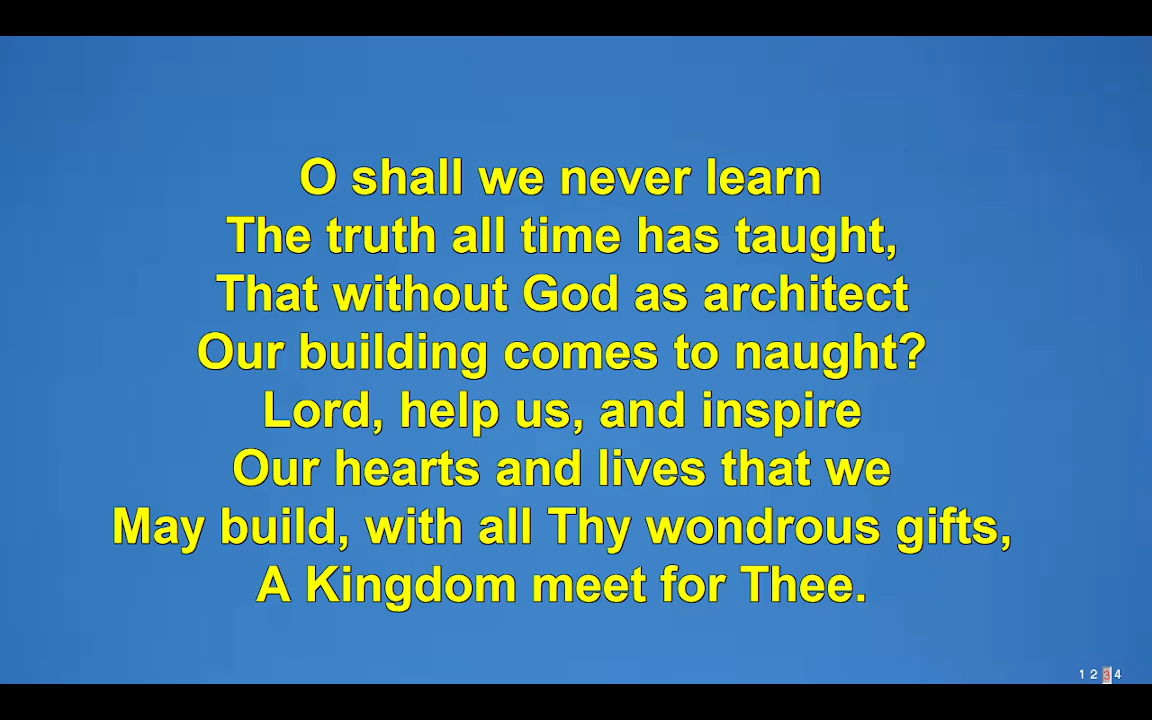 O shall we never learn
The truth all time has taught,
That without God as architect
Our building comes to naught?
Lord, help us, and inspire
Our hearts and lives that we
May build, with all Thy wondrous gifts,
A Kingdom meet for Thee.
1 2 3 4